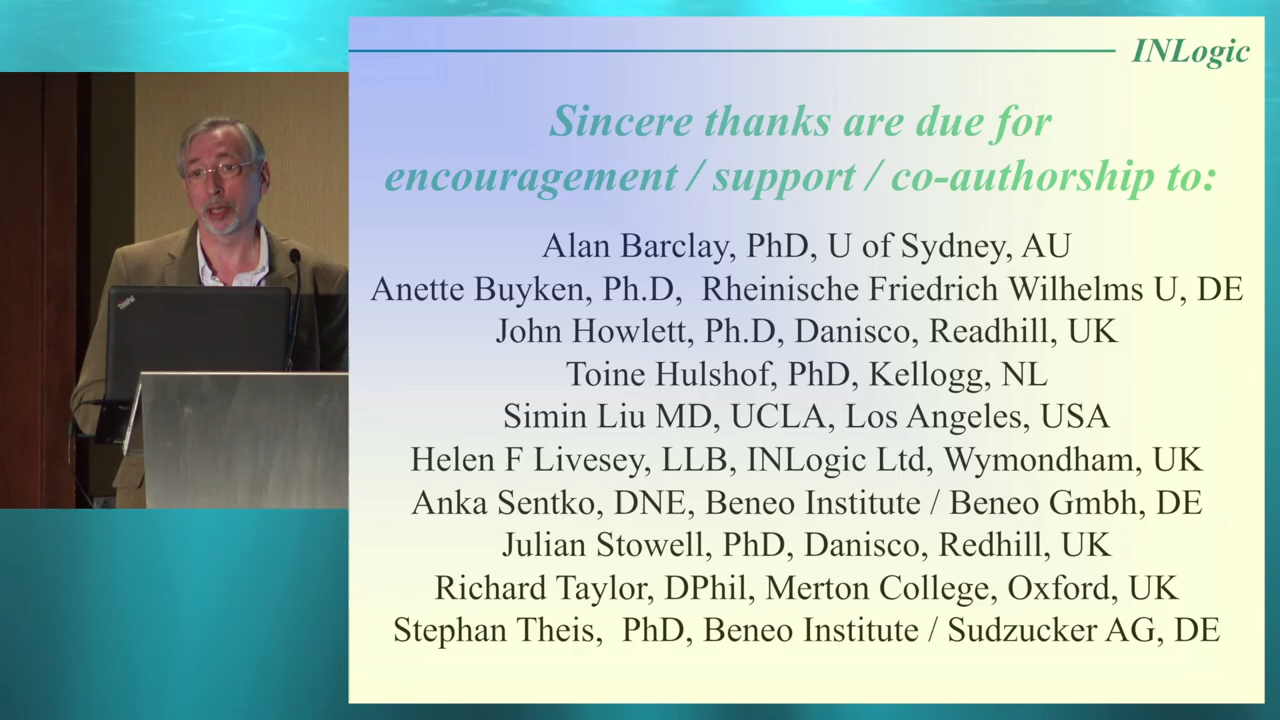 INLogic
Sincere thanks are due for
encouragement / support / co-authorship to:
Alan Barclay, PhD, U of Sydney, AU
Anette Buyken, Ph.D, Rheinische Friedrich Wilhelms U, DE
John Howlett, Ph.D, Danisco, Readhill, UK
Toine Hulshof, PhD, Kellogg, NL
Simin Liu MD, UCLA, Los Angeles, USA
Helen F Livesey, LLB, INLogic Ltd, Wymondham, UK
Anka Sentko, DNE, Beneo Institute / Beneo Gmbh, DE
Julian Stowell, PhD, Danisco, Redhill, UK
Richard Taylor, DPhil, Merton College, Oxford, UK
Stephan Theis, PhD, Beneo Institute / Sudzucker AG, DE
ThinkPad